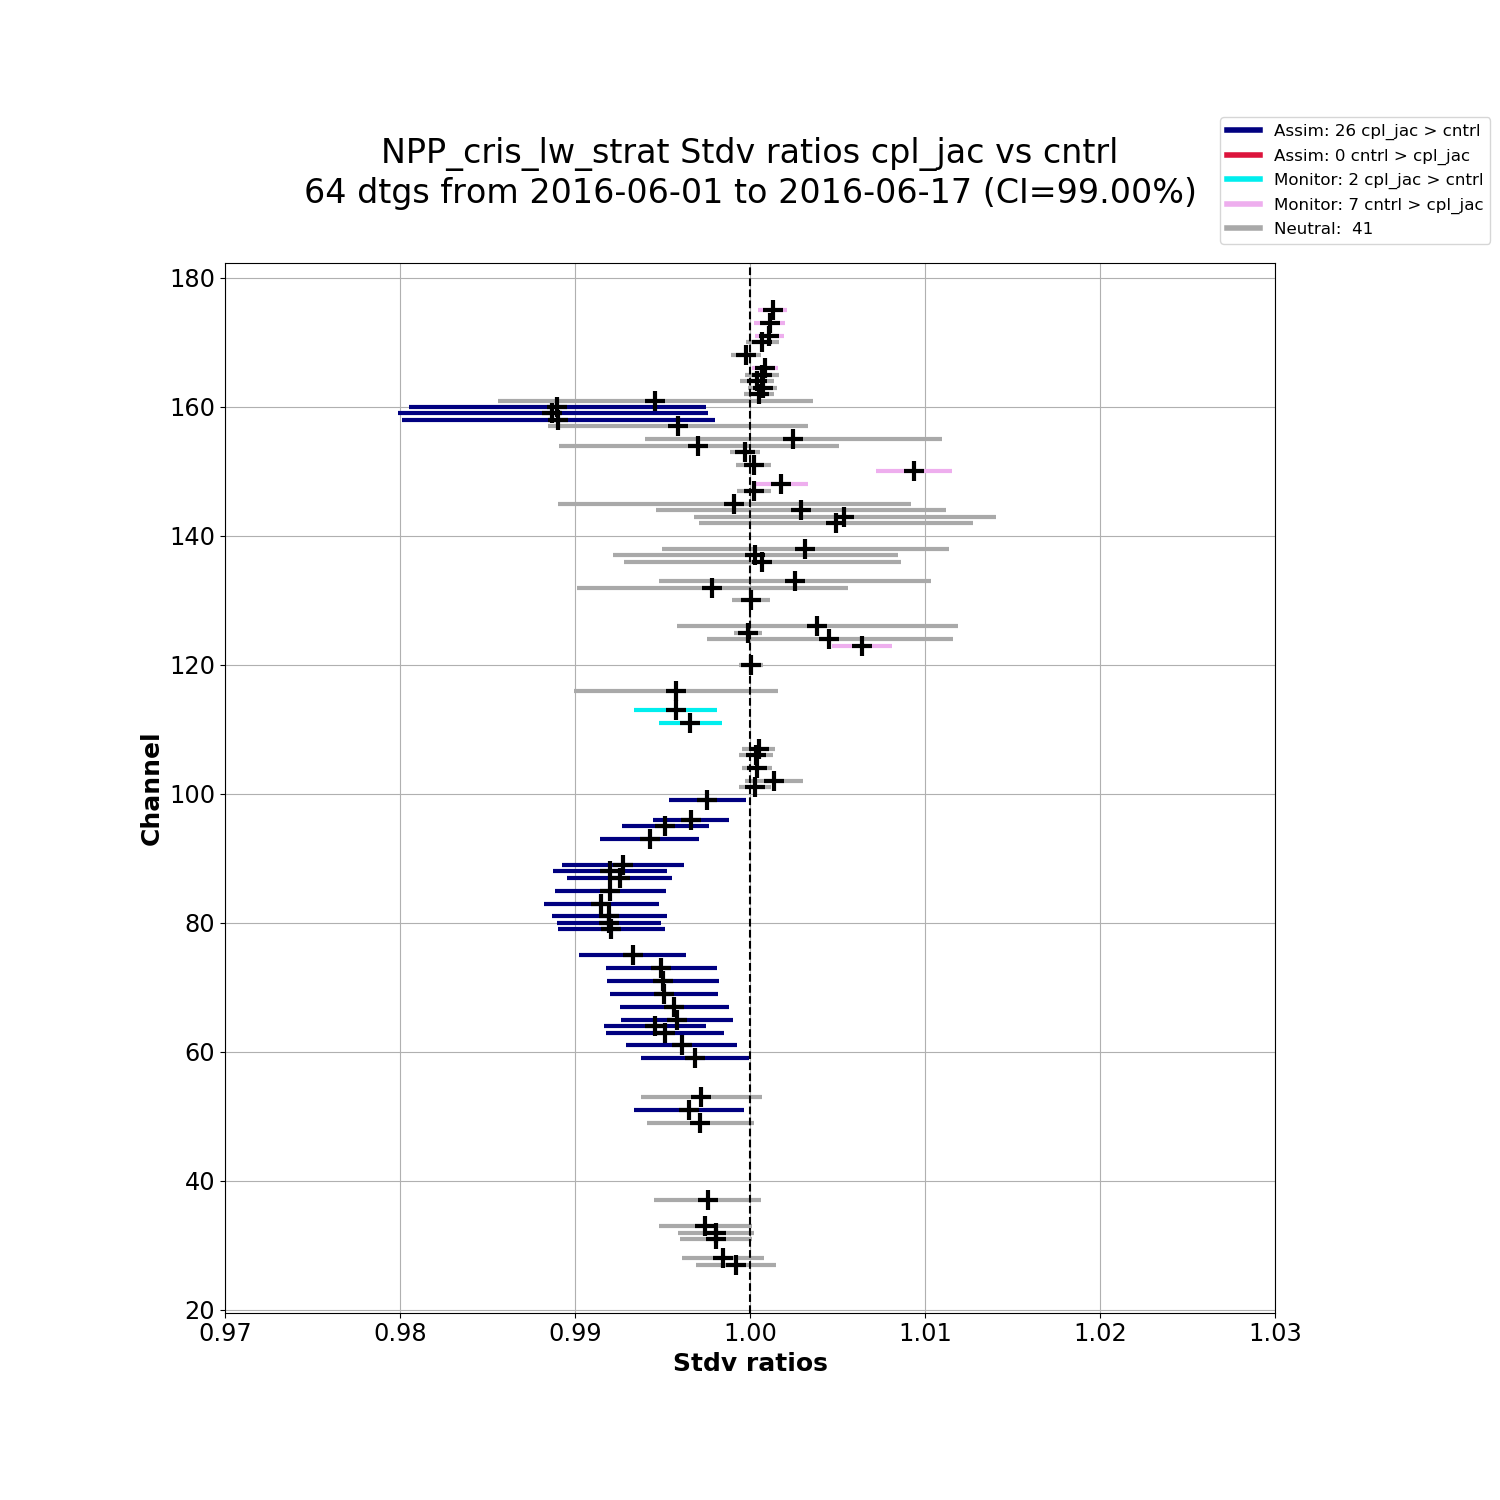 NPP_cris_lw_strat Stdv ratios cpl_jac vs cntrl
64 dtgs from 2016-06-01 to 2016-06-17 (CI=99.00%)
Assim: 26 cpl_jac > cntrl
Assim: 0 cntrl > cpl_jac
Monitor: 2 cpl_jac > cntrl
Monitor: 7 cntrl > cpl_jac
Neutral:  41
180
160
140
120
100
80
60
40
20
Channel
0.97 0.98 0.99 1.00 1.01 1.02 1.03
Stdv ratios